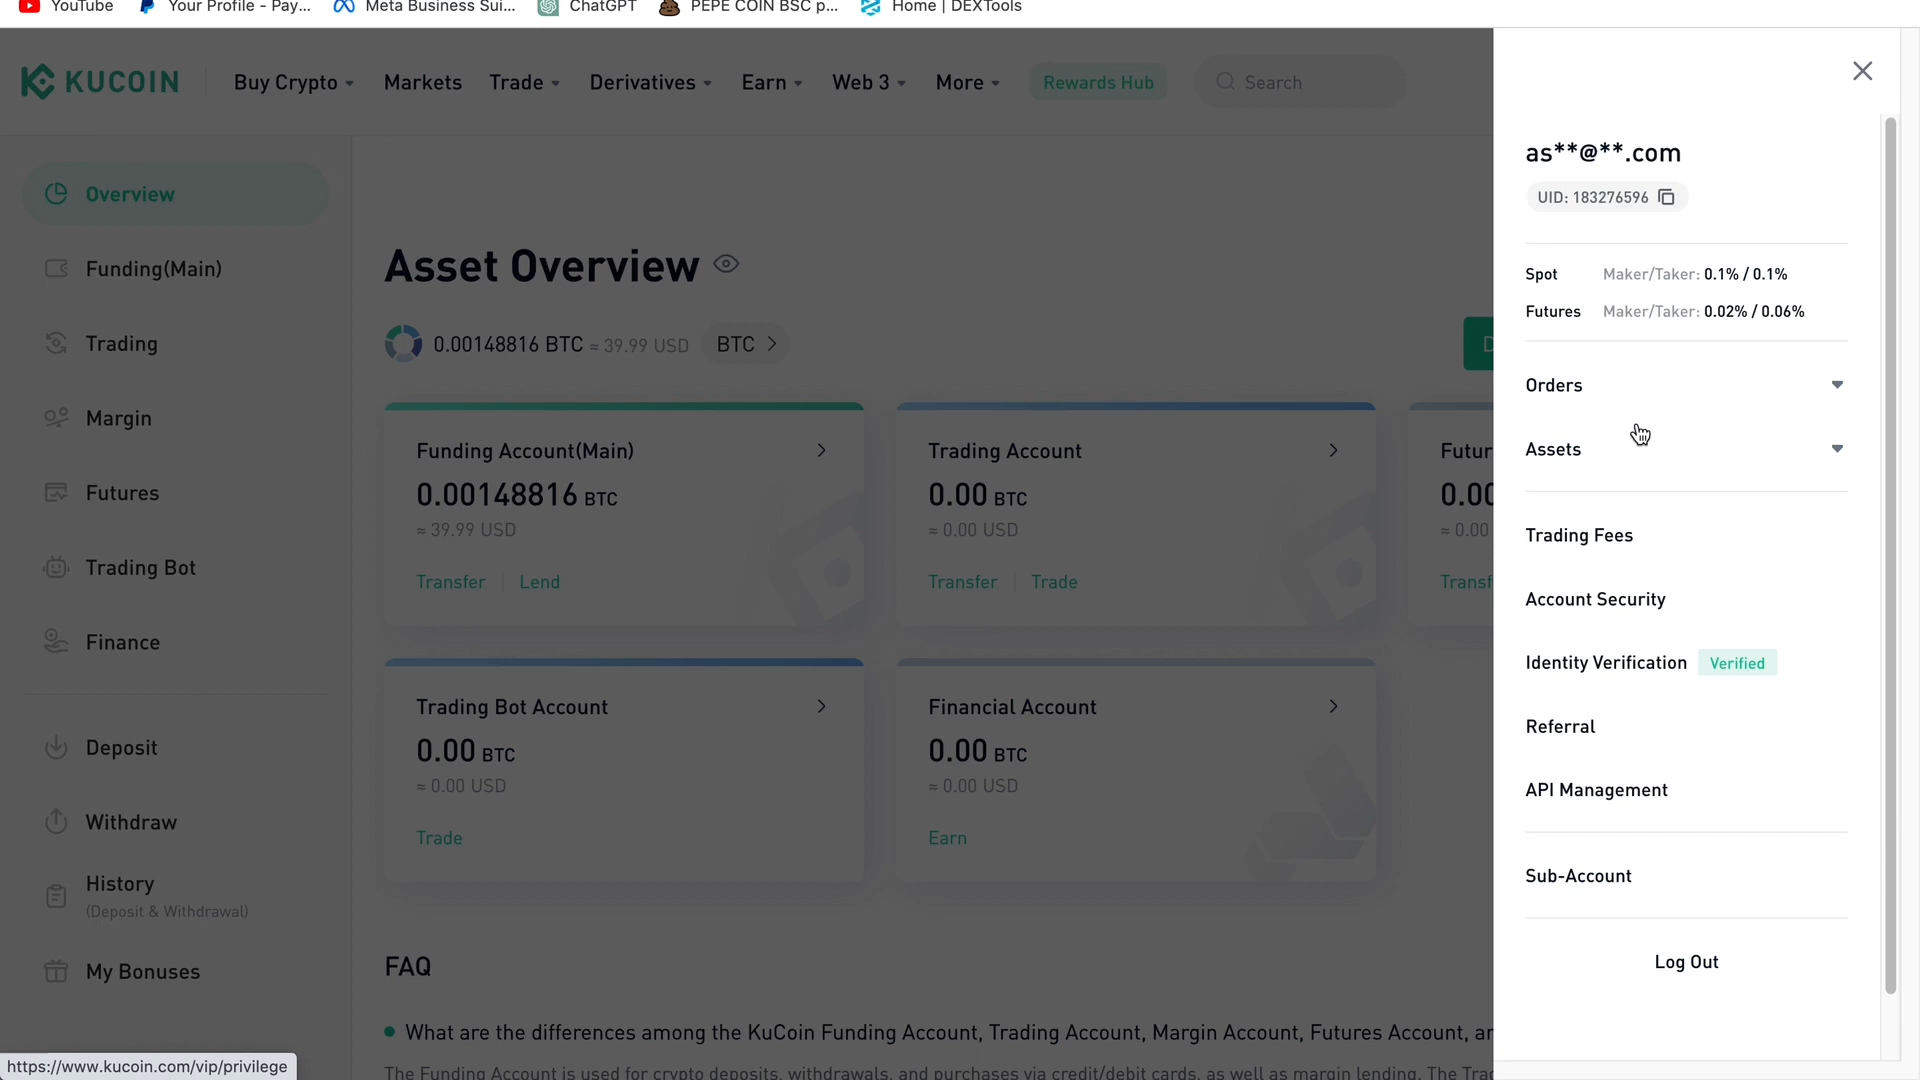 YouTube
Your Profile - Pay...
Meta Business Sui...
ChatGPT
PEPE COIN BSC p...
Home | DEXTools
KUCOIN
Buy Crypto
Markets
Trade
Derivatives
Earn
Web 3
More
Rewards Hub
Search
Overview
Funding(Main)
Trading
Margin
Futures
Trading Bot
Finance
Deposit
Withdraw
History
(Deposit & Withdrawal)
My Bonuses
Asset Overview
0.00148816 BTC ≈ 39.99 USD BTC
D
Funding Account(Main)
0.00148816 BTC
≈ 39.99 USD
Transfer Lend
Trading Account
0.00 BTC
≈ 0.00 USD
Transfer Trade
Futur
0.00
≈ 0.00
Transf
Trading Bot Account
0.00 BTC
≈ 0.00 USD
Trade
Financial Account
0.00 BTC
≈ 0.00 USD
Earn
FAQ
What are the differences among the KuCoin Funding Account, Trading Account, Margin Account, Futures Account, an
The Funding Account is used for crypto deposits, withdrawals, and purchases via credit/debit cards, as well as margin lending. The Trad
https://www.kucoin.com/vip/privilege
as**@**.com
UID: 183276596
Spot Maker/Taker: 0.1% / 0.1%
Futures Maker/Taker: 0.02% / 0.06%
Orders
Assets
Trading Fees
Account Security
Identity Verification Verified
Referral
API Management
Sub-Account
Log Out